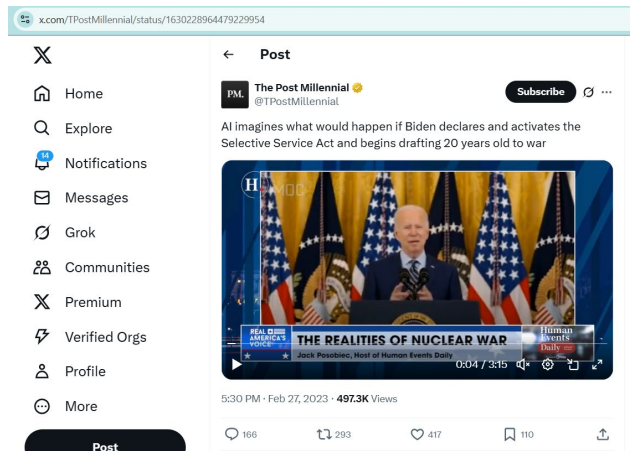 x.com/TPostMillennial/status/1630228964479229954
Home
Explore
14
Notifications
Messages
Grok
Communities
Premium
Verified Orgs
Profile
More
Post
Post
PM.
The Post Millennial
@TPostMillennial
Subscribe
AI imagines what would happen if Biden declares and activates the
Selective Service Act and begins drafting 20 years old to war
H
REAL
AMERICA'S
VOICE
THE REALITIES OF NUCLEAR WAR
Jack Posobiec, Host of Human Events Daily
Human
Events
Daily
0:04 / 3:15
5:30 PM · Feb 27, 2023 · 497.3K Views
166
293
417
110